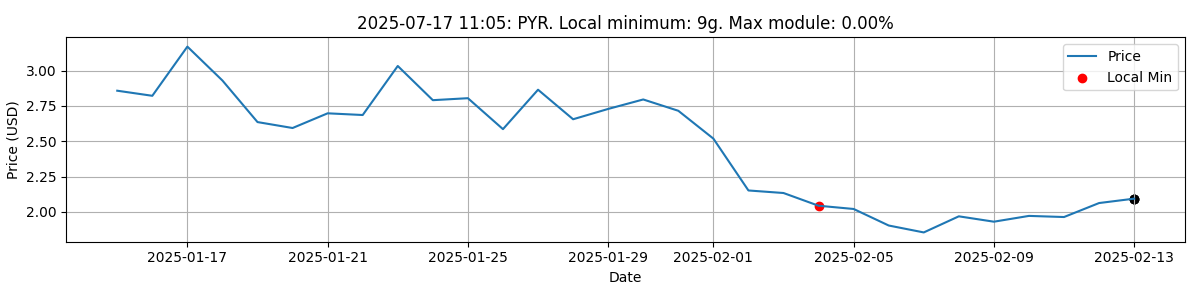 2025-07-17 11:05: PYR. Local minimum: 9g. Max module: 0.00%
Price
Local Min
Price (USD)
3.00
2.75
2.50
2.25
2.00
2025-01-17
2025-01-21
2025-01-25
2025-01-29
2025-02-01
2025-02-05
2025-02-09
2025-02-13
Date